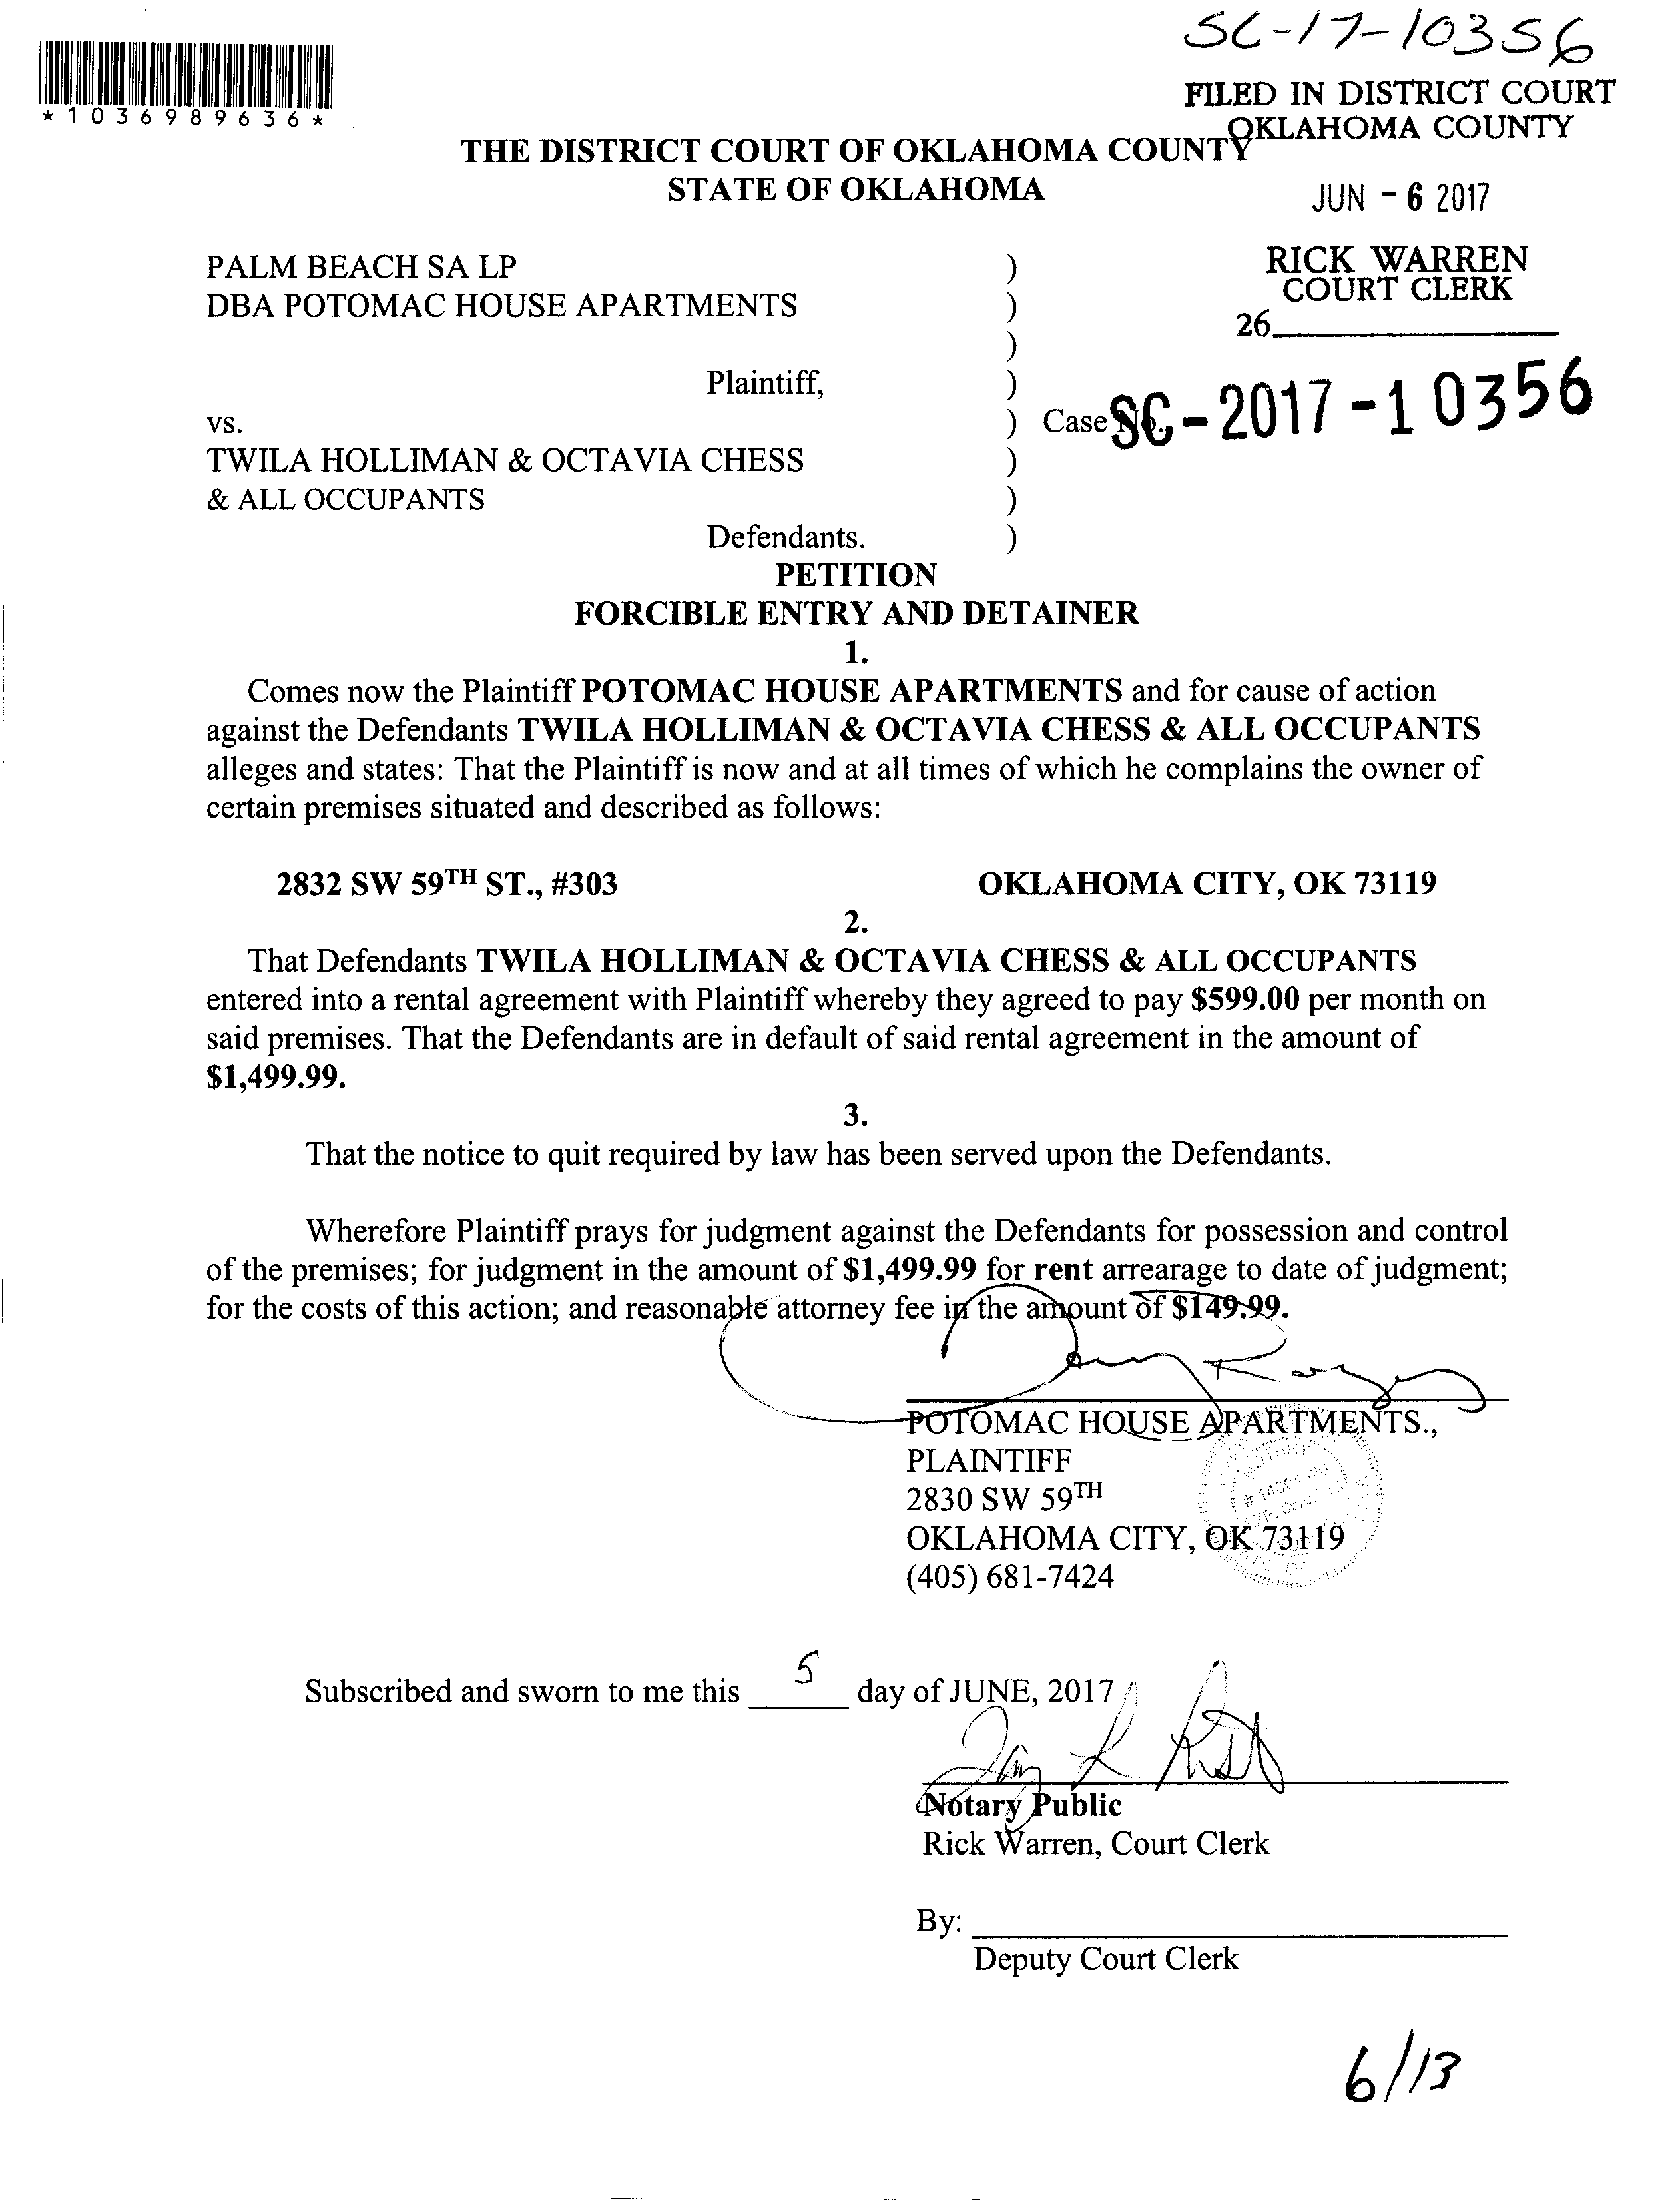 SC-17-10356
*1036989636*
FILED IN DISTRICT COURT
OKLAHOMA COUNTY
THE DISTRICT COURT OF OKLAHOMA COUNTY
STATE OF OKLAHOMA
JUN - 6 2017
PALM BEACH SA LP )
RICK WARREN
COURT CLERK
DBA POTOMAC HOUSE APARTMENTS )
26
)
Plaintiff, )
vs. ) Case No. SC - 2017 - 10356
TWILA HOLLIMAN & OCTAVIA CHESS )
& ALL OCCUPANTS )
Defendants. )
PETITION
FORCIBLE ENTRY AND DETAINER
1.
Comes now the Plaintiff POTOMAC HOUSE APARTMENTS and for cause of action
against the Defendants TWILA HOLLIMAN & OCTAVIA CHESS & ALL OCCUPANTS
alleges and states: That the Plaintiff is now and at all times of which he complains the owner of
certain premises situated and described as follows:
2832 SW 59TH ST., #303 OKLAHOMA CITY, OK 73119
2.
That Defendants TWILA HOLLIMAN & OCTAVIA CHESS & ALL OCCUPANTS
entered into a rental agreement with Plaintiff whereby they agreed to pay $599.00 per month on
said premises. That the Defendants are in default of said rental agreement in the amount of
$1,499.99.
3.
That the notice to quit required by law has been served upon the Defendants.
Wherefore Plaintiff prays for judgment against the Defendants for possession and control
of the premises; for judgment in the amount of $1,499.99 for rent arrearage to date of judgment;
for the costs of this action; and reasonable attorney fee in the amount of $149.99.
POTOMAC HOUSE APARTMENTS.,
PLAINTIFF
2830 SW 59TH
OKLAHOMA CITY, OK 73119
(405) 681-7424
Subscribed and sworn to me this 5 day of JUNE, 2017
Notary Public
Rick Warren, Court Clerk
By:
Deputy Court Clerk
6/13